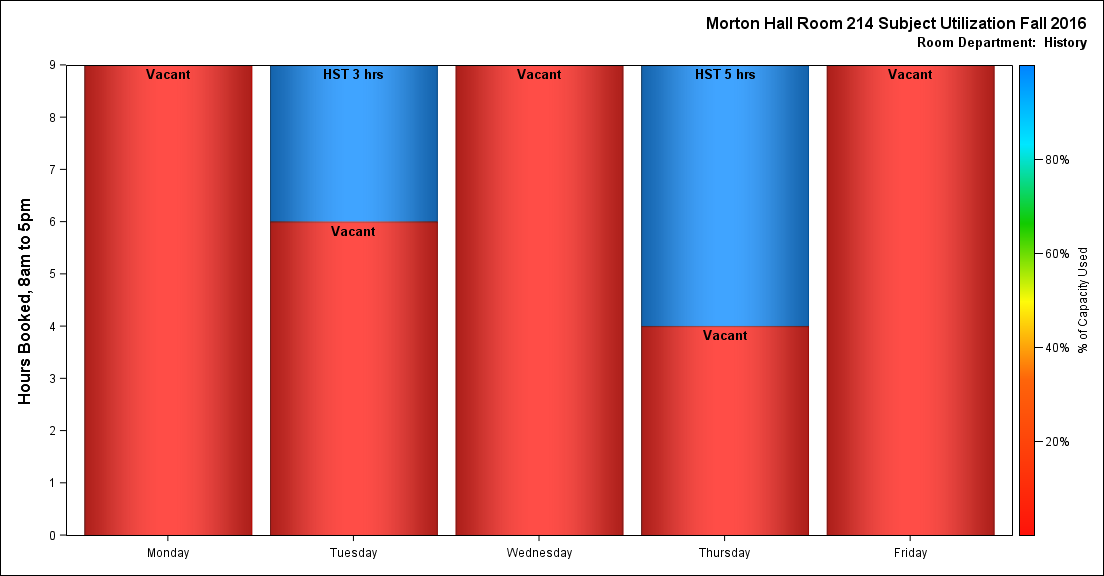 Morton Hall Room 214 Subject Utilization Fall 2016
Room Department:  History
Hours Booked, 8am to 5pm
9
8
7
6
5
4
3
2
1
0
Vacant
HST 3 hrs
Vacant
Vacant
HST 5 hrs
Vacant
Vacant
Monday
Tuesday
Wednesday
Thursday
Friday
80%
60%
40%
20%
% of Capacity Used